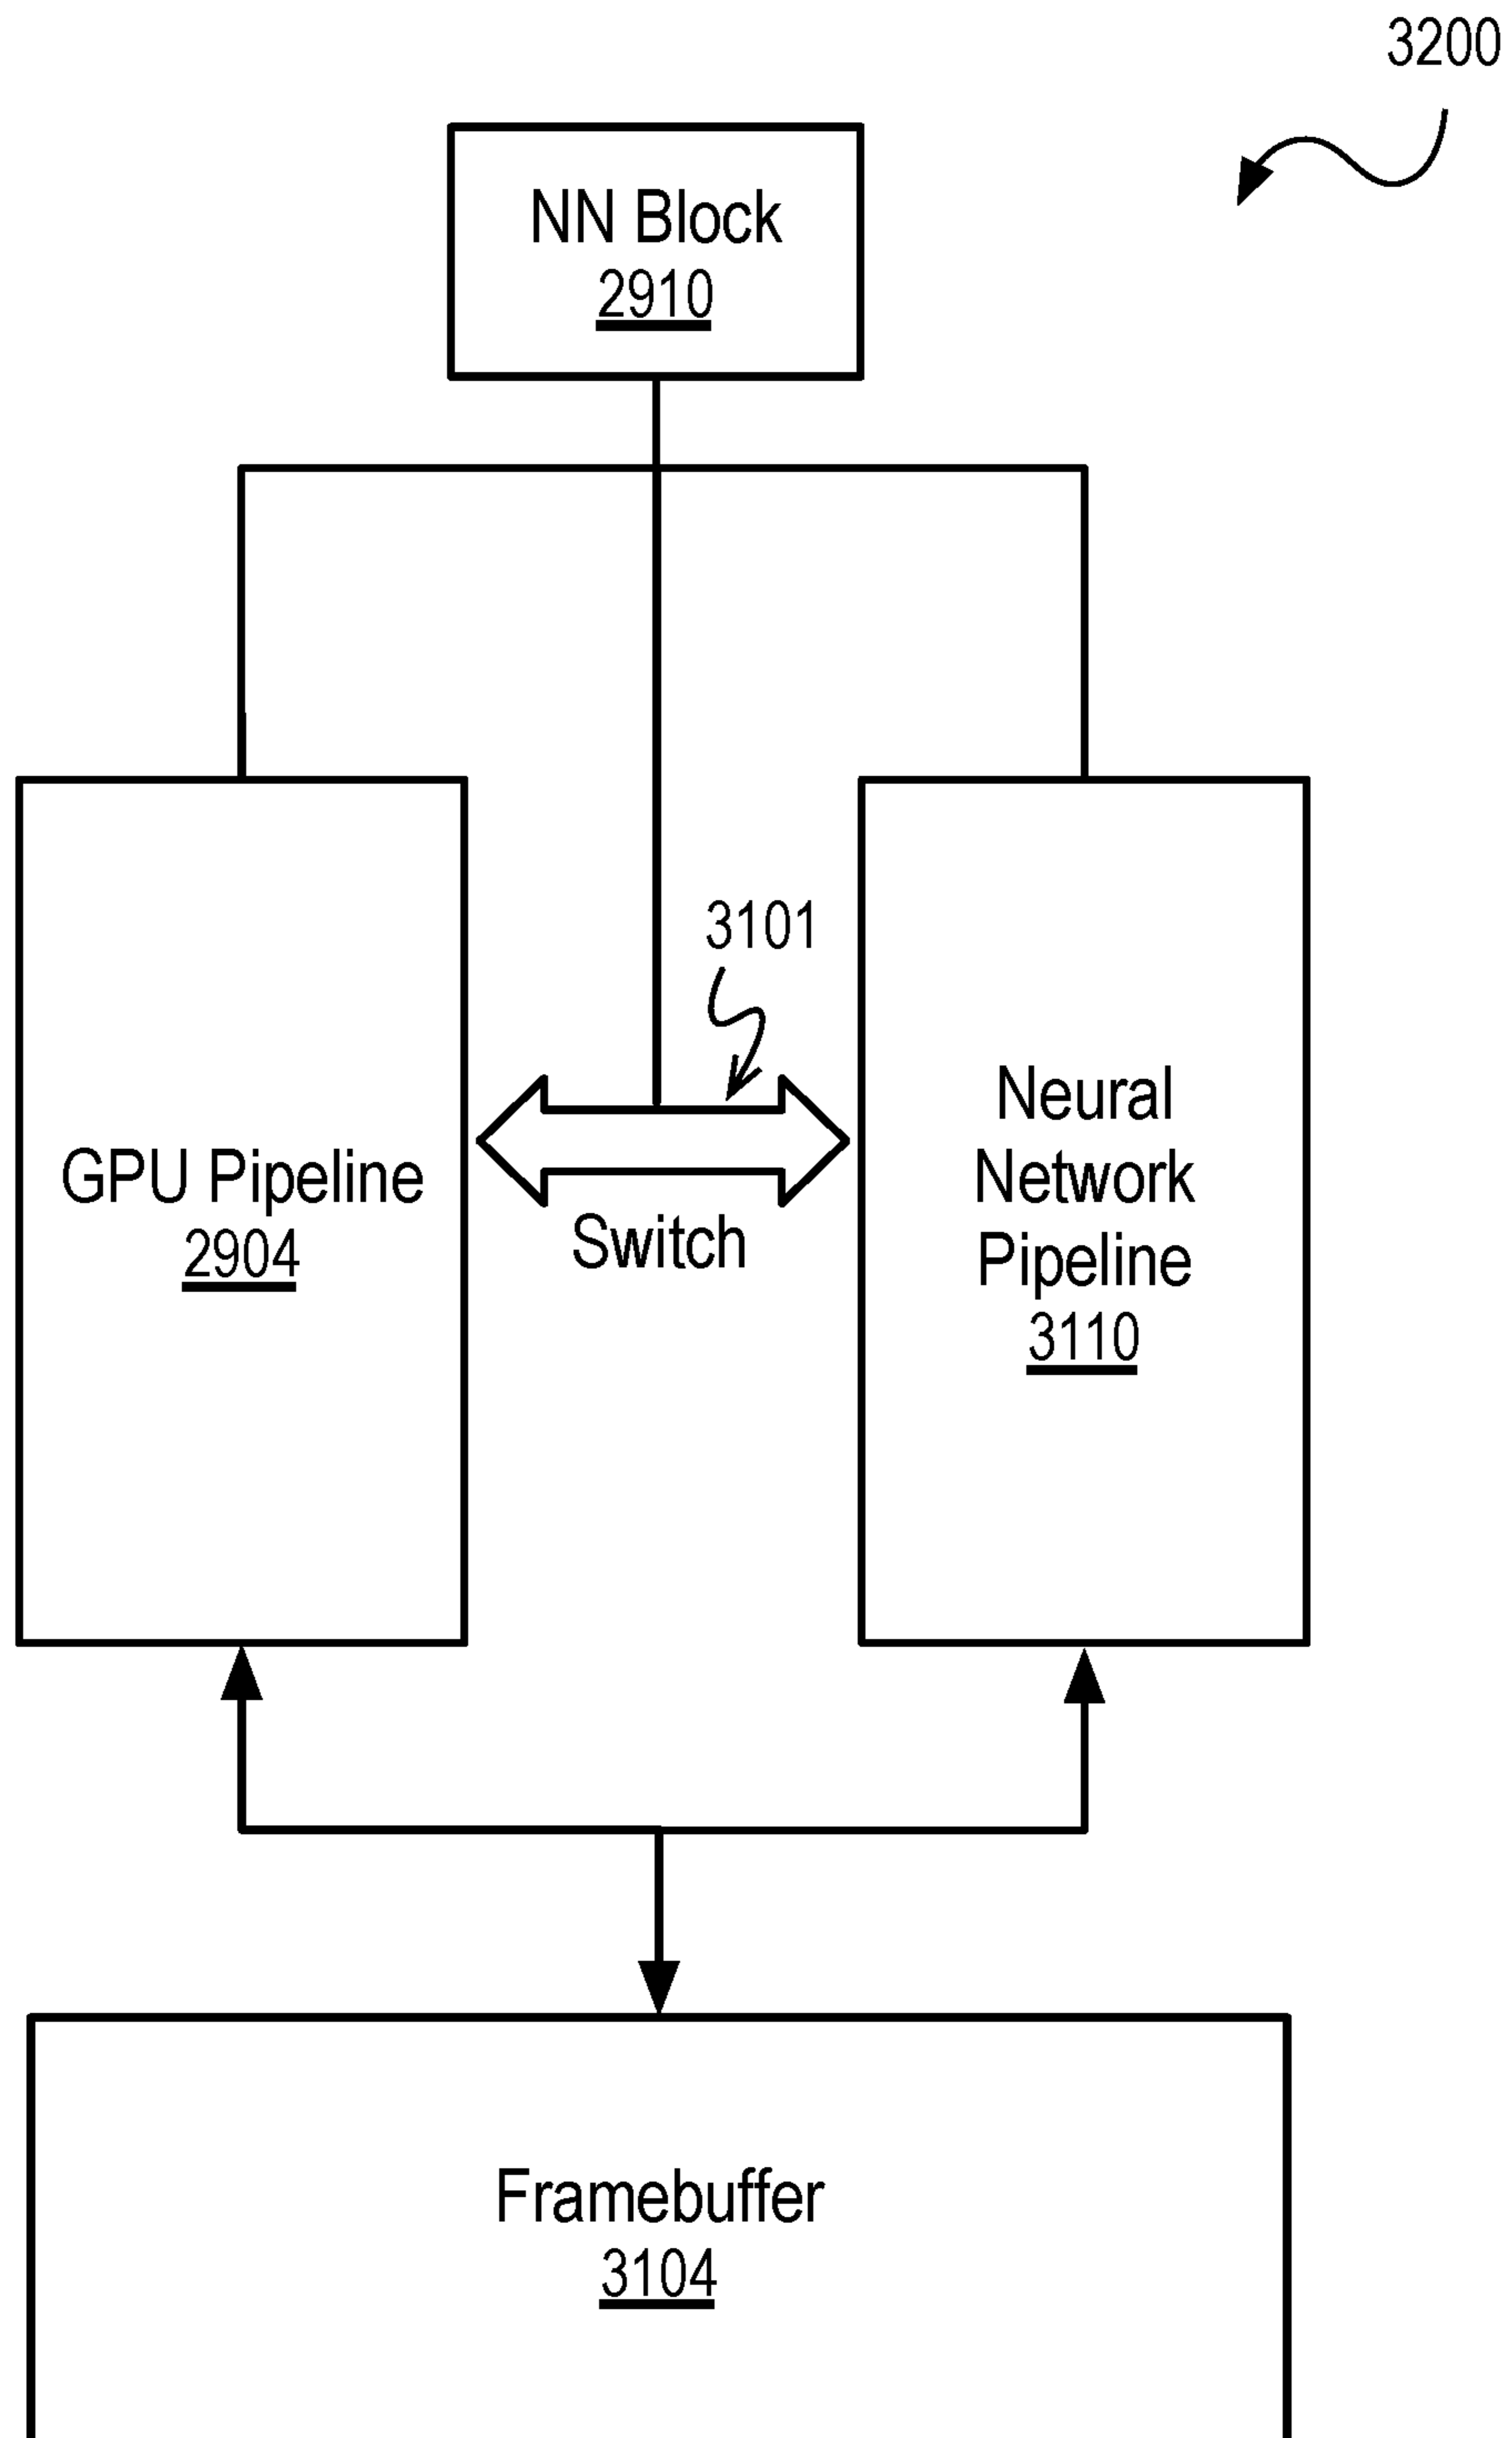 3200
NN Block
2910
3101
GPU Pipeline
2904
Switch
Neural
Network
Pipeline
3110
Framebuffer
3104